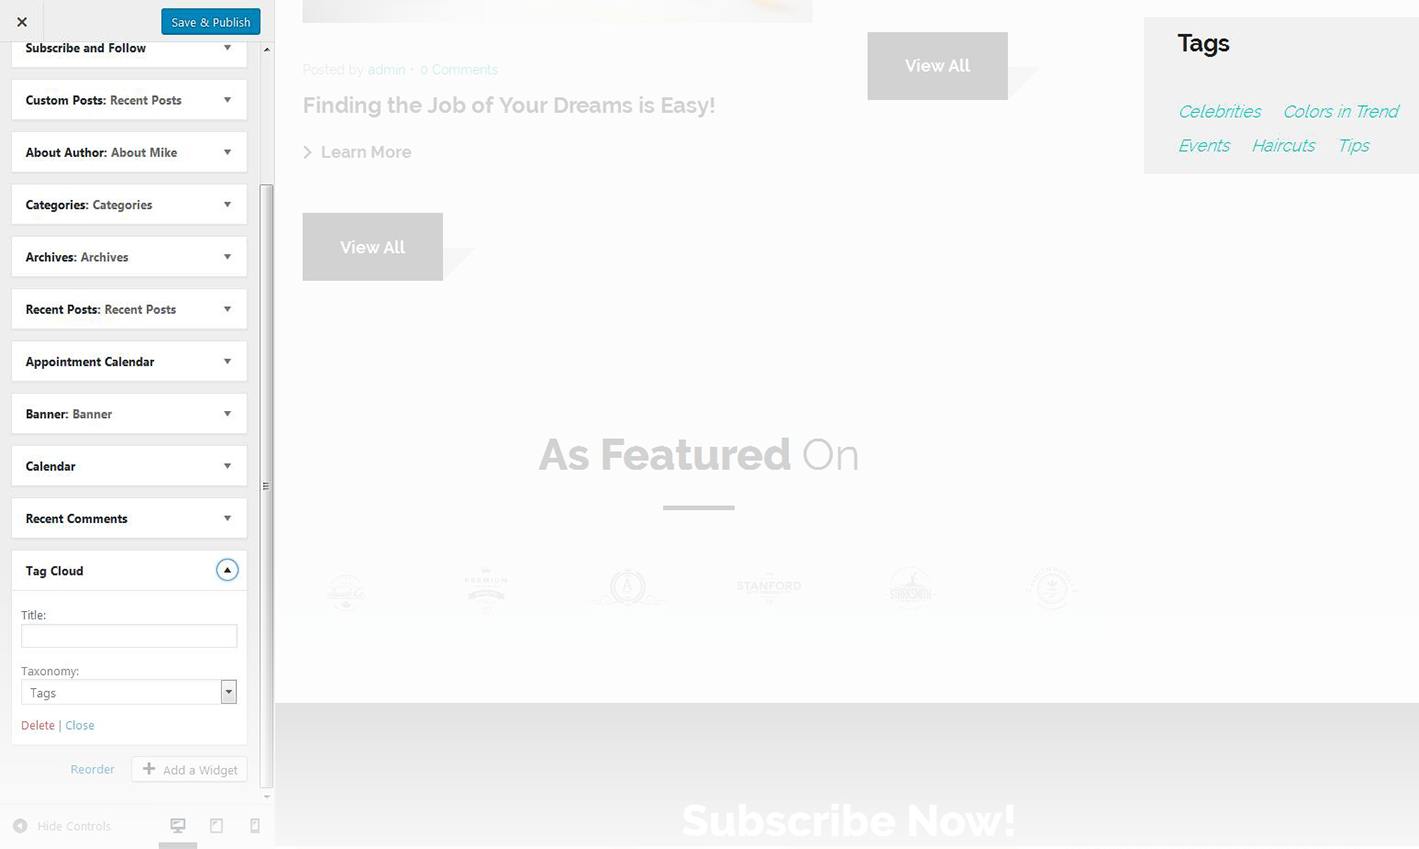 Save & Publish
Subscribe and Follow
Custom Posts: Recent Posts
About Author: About Mike
Categories: Categories
Archives: Archives
Recent Posts: Recent Posts
Appointment Calendar
Banner: Banner
Calendar
Recent Comments
Tag Cloud
Title:
Taxonomy:
Tags
Delete | Close
Reorder
Add a Widget
Hide Controls
Posted by admin · 0 Comments
Finding the Job of Your Dreams is Easy!
Learn More
View All
View All
Tags
Celebrities Colors in Trend
Events Haircuts Tips
As Featured On
PREMIUM
A
STANFORD
STARKSMITH
Subscribe Now!